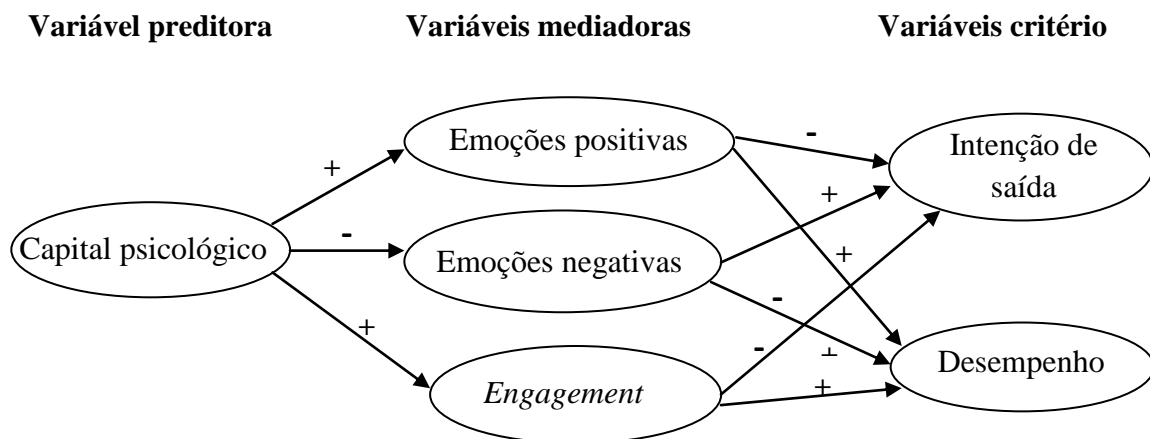 Variável preditora Variáveis mediadoras Variáveis critério
Emoções positivas
-
Intenção de
saída
+
+
Capital psicológico
-
Emoções negativas
+
-
+
-
+
Desempenho
Engagement
+